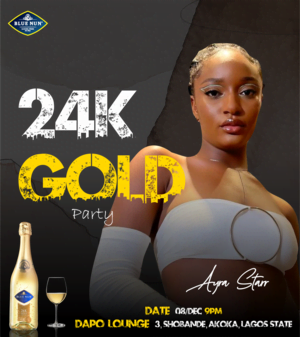 BLUE NUN
24K
GOLD
Party
Ayra Starr
DATE 08/DEC 9PM
DAPO LOUNGE 3, SHOBANDE, AKOKA, LAGOS STATE